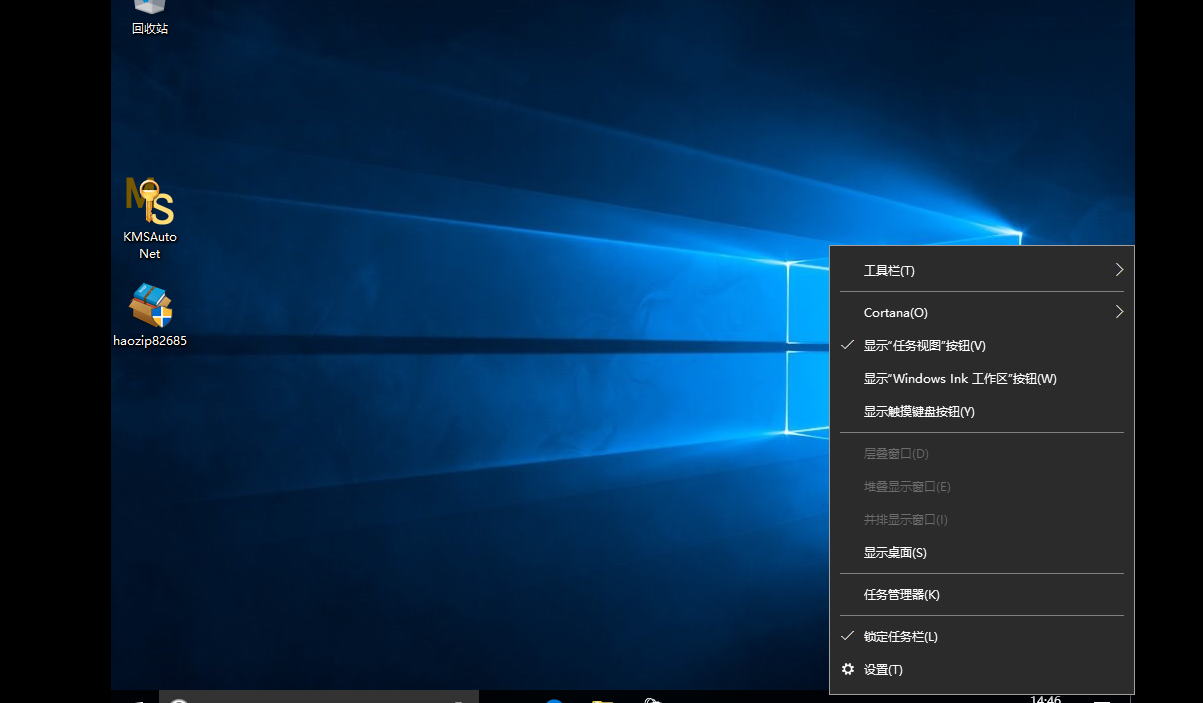 回收站
KMSAuto
Net
haozip82685
工具栏(T)
Cortana(O)
显示“任务视图”按钮(V)
显示“Windows Ink 工作区”按钮(W)
显示触摸键盘按钮(Y)
层叠窗口(D)
堆叠显示窗口(E)
并排显示窗口(I)
显示桌面(S)
任务管理器(K)
锁定任务栏(L)
设置(T)
14:46